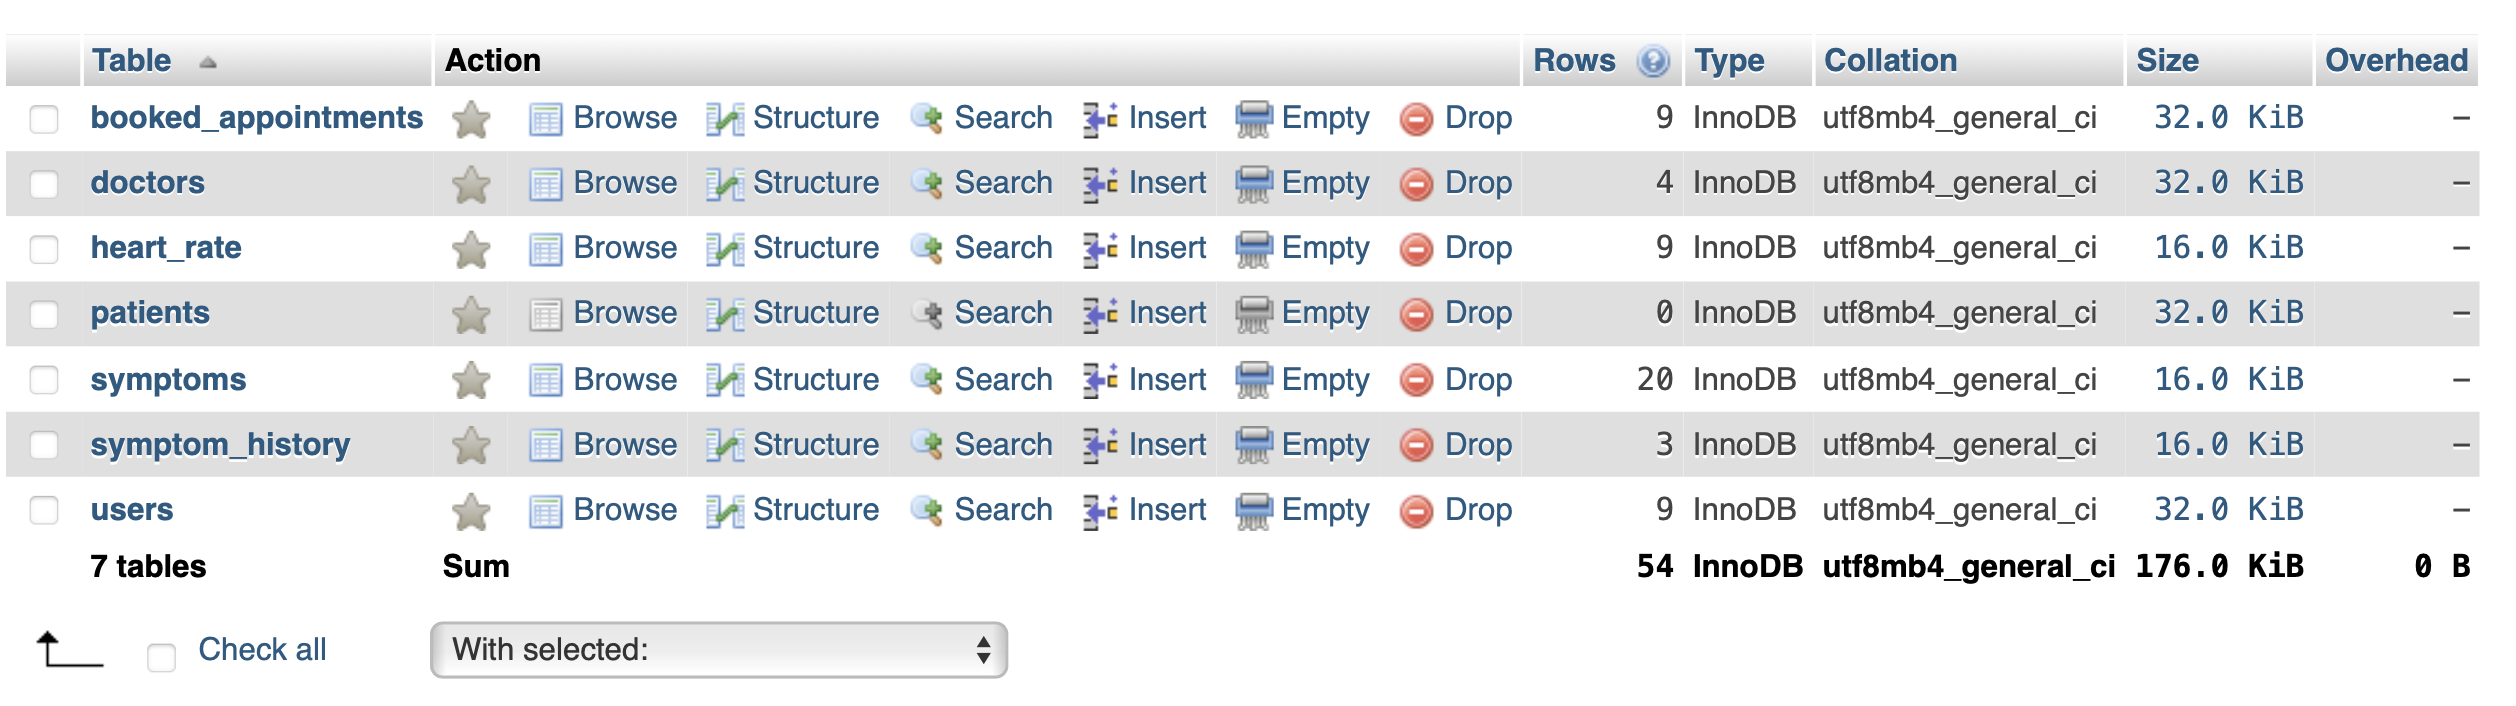 Table Action Rows Type Collation Size Overhead
booked_appointments Browse Structure Search Insert Empty Drop 9 InnoDB utf8mb4_general_ci 32.0 KiB –
doctors Browse Structure Search Insert Empty Drop 4 InnoDB utf8mb4_general_ci 32.0 KiB –
heart_rate Browse Structure Search Insert Empty Drop 9 InnoDB utf8mb4_general_ci 16.0 KiB –
patients Browse Structure Search Insert Empty Drop 0 InnoDB utf8mb4_general_ci 32.0 KiB –
symptoms Browse Structure Search Insert Empty Drop 20 InnoDB utf8mb4_general_ci 16.0 KiB –
symptom_history Browse Structure Search Insert Empty Drop 3 InnoDB utf8mb4_general_ci 16.0 KiB –
users Browse Structure Search Insert Empty Drop 9 InnoDB utf8mb4_general_ci 32.0 KiB –
7 tables Sum 54 InnoDB utf8mb4_general_ci 176.0 KiB 0 B
Check all With selected: